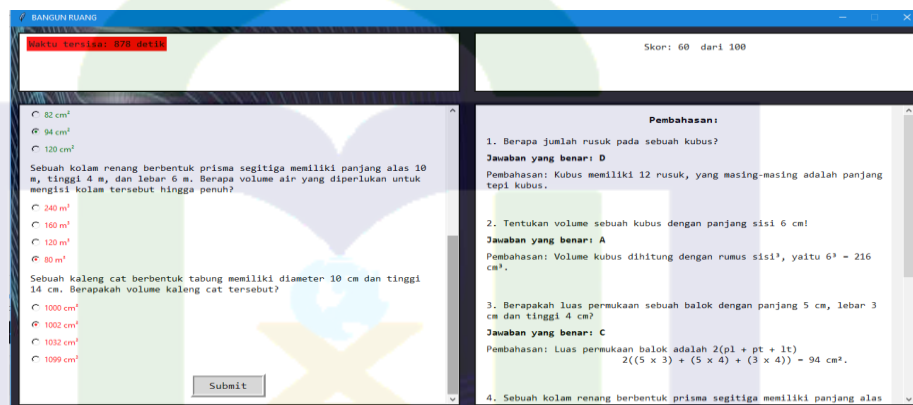 BANGUN RUANG
Waktu tersisa: 878 detik
Skor: 60 dari 100
82 cm²
94 cm²
120 cm²
Sebuah kolam renang berbentuk prisma segitiga memiliki panjang alas 10
m, tinggi 4 m, dan lebar 6 m. Berapa volume air yang diperlukan untuk
mengisi kolam tersebut hingga penuh?
240 m³
160 m³
120 m³
80 m³
Sebuah kaleng cat berbentuk tabung memiliki diameter 10 cm dan tinggi
14 cm. Berapakah volume kaleng cat tersebut?
1000 cm³
1002 cm³
1032 cm³
1099 cm³
Submit
Pembahasan:
1. Berapa jumlah rusuk pada sebuah kubus?
Jawaban yang benar: D
Pembahasan: Kubus memiliki 12 rusuk, yang masing-masing adalah panjang
tepi kubus.
2. Tentukan volume sebuah kubus dengan panjang sisi 6 cm!
Jawaban yang benar: A
Pembahasan: Volume kubus dihitung dengan rumus sisi³, yaitu 6³ = 216
cm³.
3. Berapakah luas permukaan sebuah balok dengan panjang 5 cm, lebar 3
cm dan tinggi 4 cm?
Jawaban yang benar: C
Pembahasan: Luas permukaan balok adalah 2(pl + pt + lt)
2((5 x 3) + (5 x 4) + (3 x 4)) = 94 cm².
4. Sebuah kolam renang berbentuk prisma segitiga memiliki panjang alas